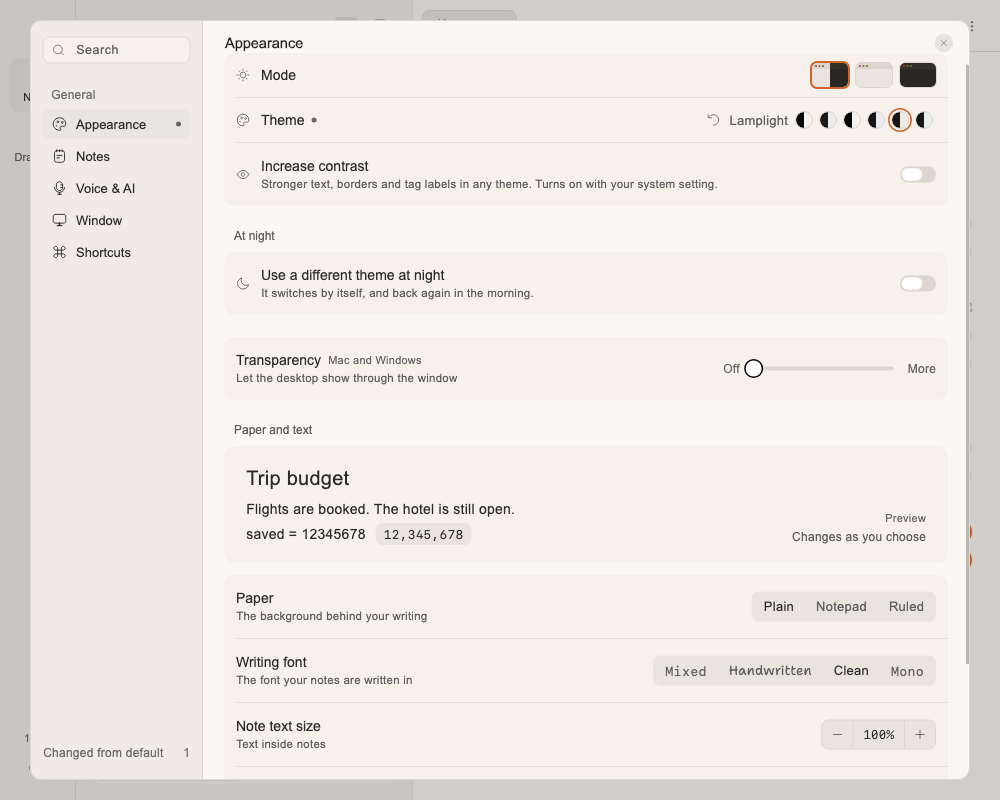 Search
General
Appearance
Notes
Voice & AI
Window
Shortcuts
Changed from default 1
Appearance
Mode
Theme
Lamplight
Increase contrast
Stronger text, borders and tag labels in any theme. Turns on with your system setting.
At night
Use a different theme at night
It switches by itself, and back again in the morning.
Transparency Mac and Windows
Let the desktop show through the window
Off
More
Paper and text
Trip budget
Flights are booked. The hotel is still open.
saved = 12345678 12,345,678
Preview
Changes as you choose
Paper
The background behind your writing
Plain Notepad Ruled
Writing font
The font your notes are written in
Mixed Handwritten Clean Mono
Note text size
Text inside notes
− 100% +